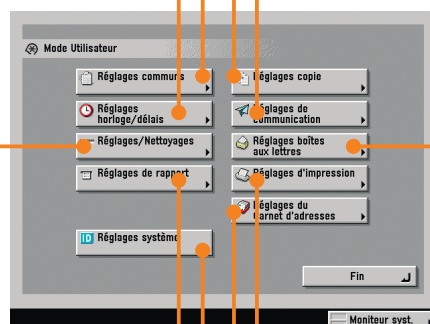 Mode Utilisateur
Réglages communs
Réglages copie
Réglages
horloge/délais
Réglages de
communication
Réglages/Nettoyages
Réglages boîtes
aux lettres
Réglages de rapport
Réglages d'impression
Réglages du
Carnet d'adresses
ID Réglages système
Fin
Moniteur syst.